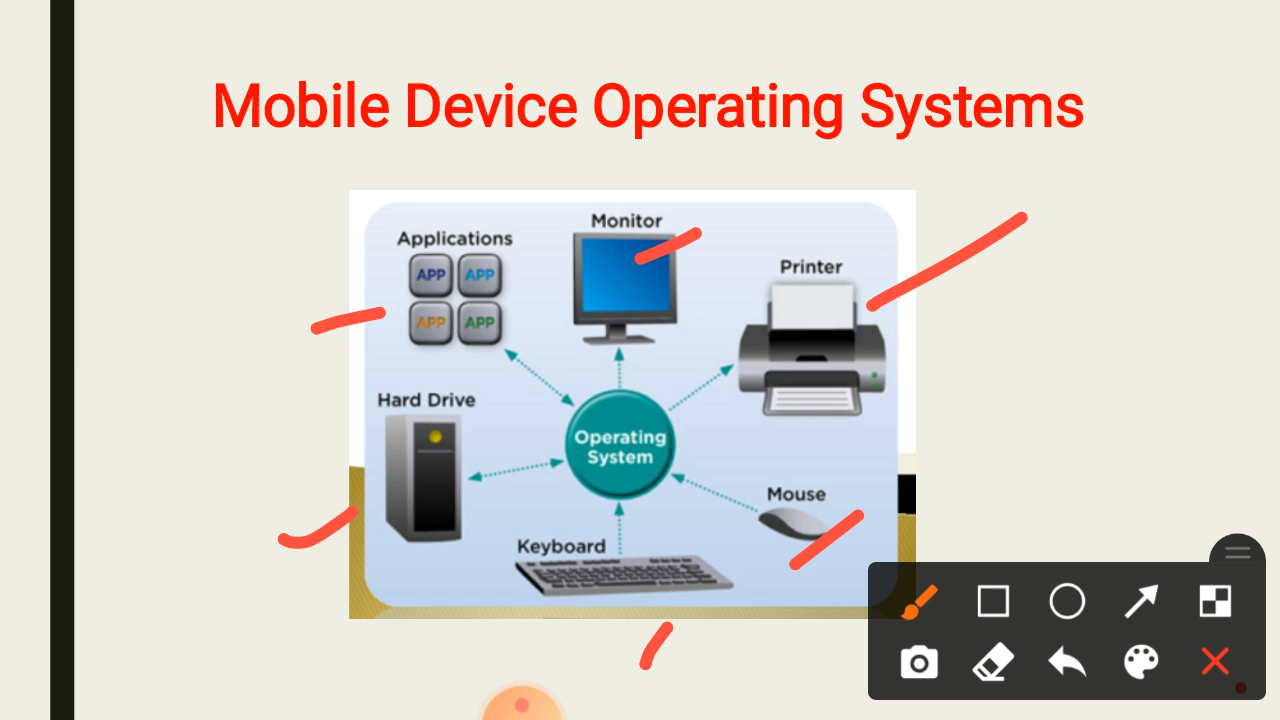 Mobile Device Operating Systems
Monitor
Applications
Printer
APP APP
APP APP
Hard Drive
Operating
System
Mouse
Keyboard